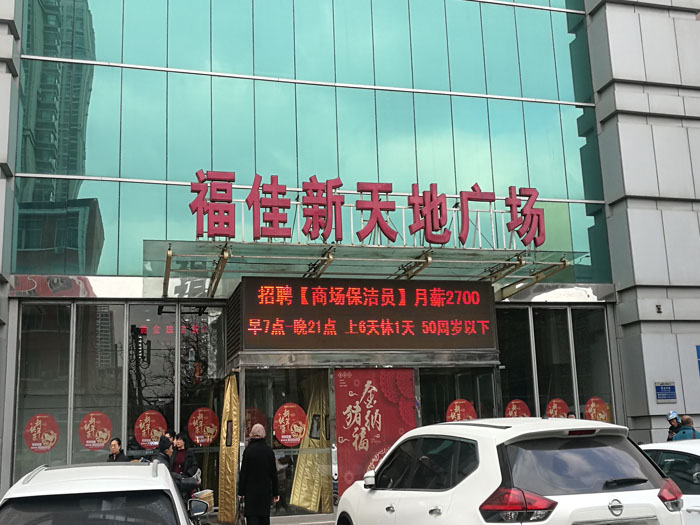 福佳新天地广场
招聘【商场保洁员】月薪2700
早7点-晚21点 上6天休1天 50周岁以下
金猪纳福